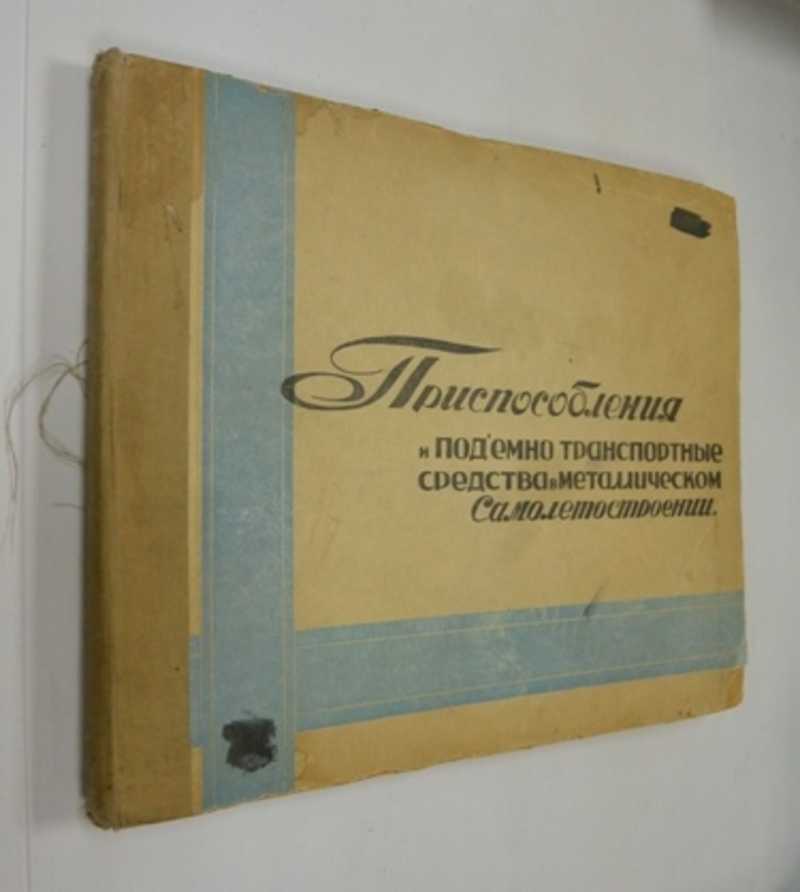 Приспособления
и под'емно транспортные
средства в металлическом
Самолетостроении.